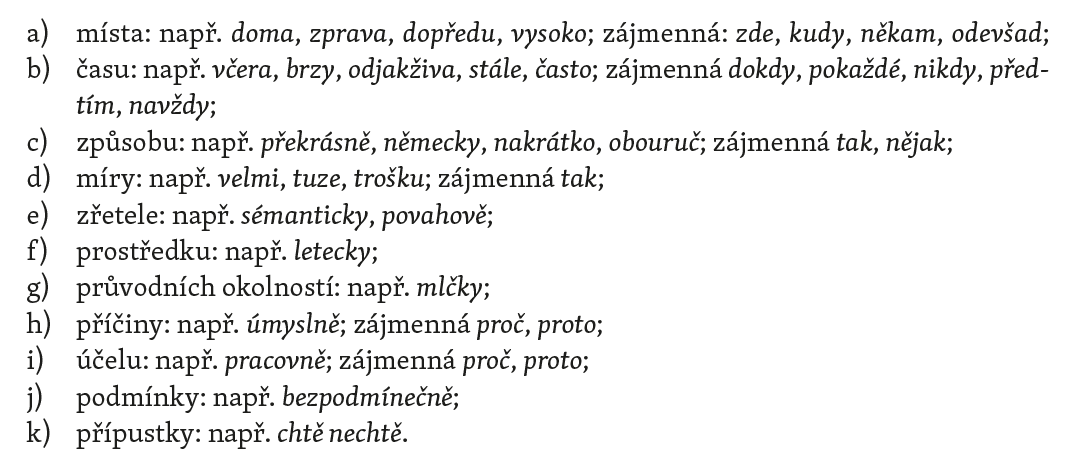 a) místa: např. doma, zprava, dopředu, vysoko; zájmenná: zde, kudy, někam, odevšad;
b) času: např. včera, brzy, odjakživa, stále, často; zájmenná dokdy, pokaždé, nikdy, před-
tím, navždy;
c) způsobu: např. překrásně, německy, nakrátko, obouruč; zájmenná tak, nějak;
d) míry: např. velmi, tuze, trošku; zájmenná tak;
e) zřetele: např. sémanticky, povahově;
f) prostředku: např. letecky;
g) průvodních okolností: např. mlčky;
h) příčiny: např. úmyslně; zájmenná proč, proto;
i) účelu: např. pracovně; zájmenná proč, proto;
j) podmínky: např. bezpodmínečně;
k) přípustky: např. chtě nechtě.